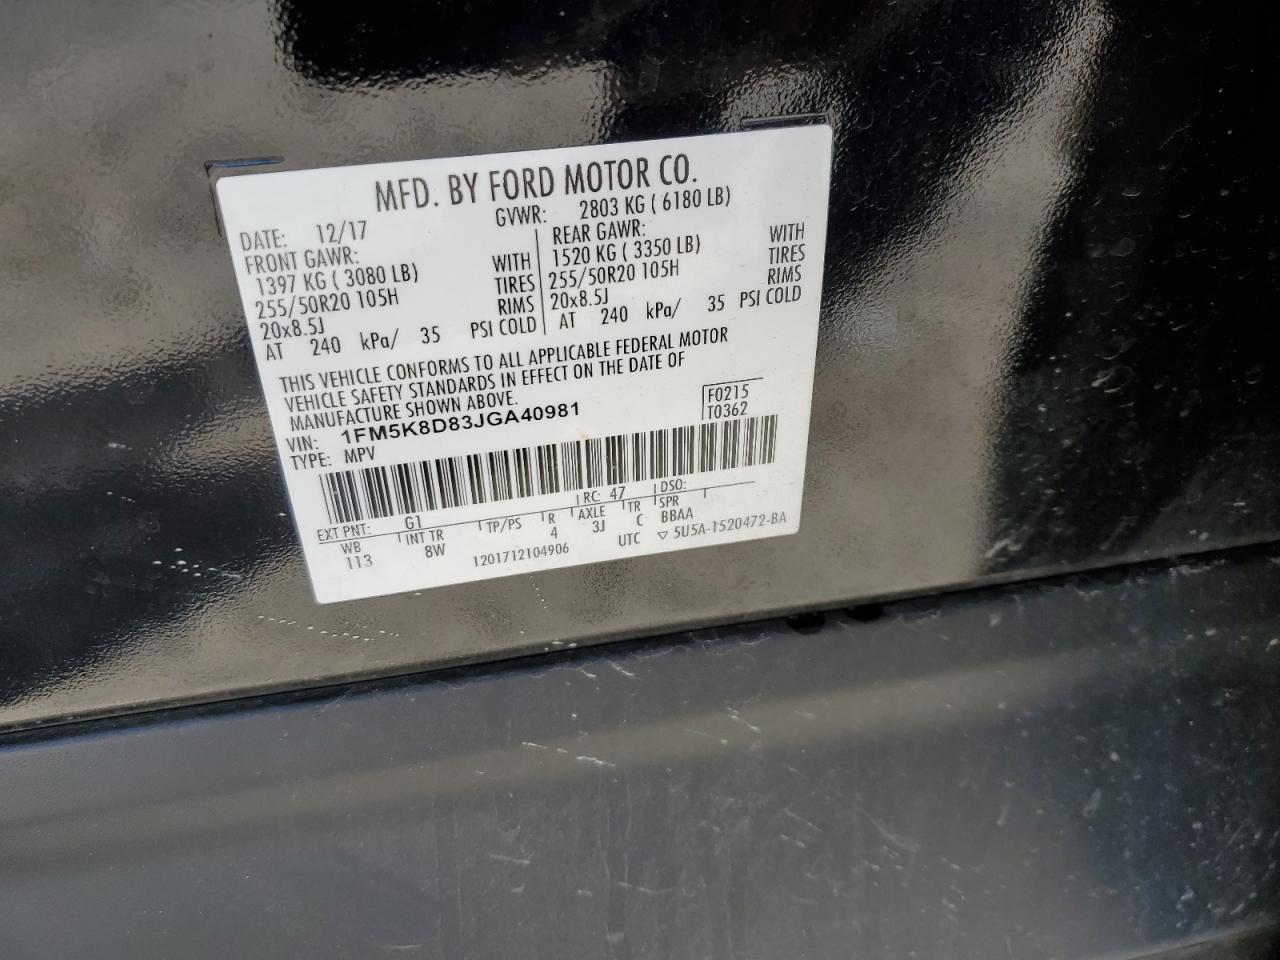 MFD. BY FORD MOTOR CO.
DATE: 12/17 GVWR: 2803 KG ( 6180 LB)
FRONT GAWR: REAR GAWR:
1397 KG ( 3080 LB) WITH 1520 KG ( 3350 LB) WITH
255/50R20 105H TIRES 255/50R20 105H TIRES
20x8.5J RIMS 20x8.5J RIMS
AT 240 kPa/ 35 PSI COLD AT 240 kPa/ 35 PSI COLD
THIS VEHICLE CONFORMS TO ALL APPLICABLE FEDERAL MOTOR
VEHICLE SAFETY STANDARDS IN EFFECT ON THE DATE OF
MANUFACTURE SHOWN ABOVE.
VIN: 1FM5K8D83JGA40981 F0215
TYPE: MPV T0362
EXT PNT: G1 RC: 47 DSO:
WB INT TR TP/PS R AXLE TR SPR
113 8W 4 3J C BBAA
1201712104906 UTC ▽ 5U5A-1520472-BA